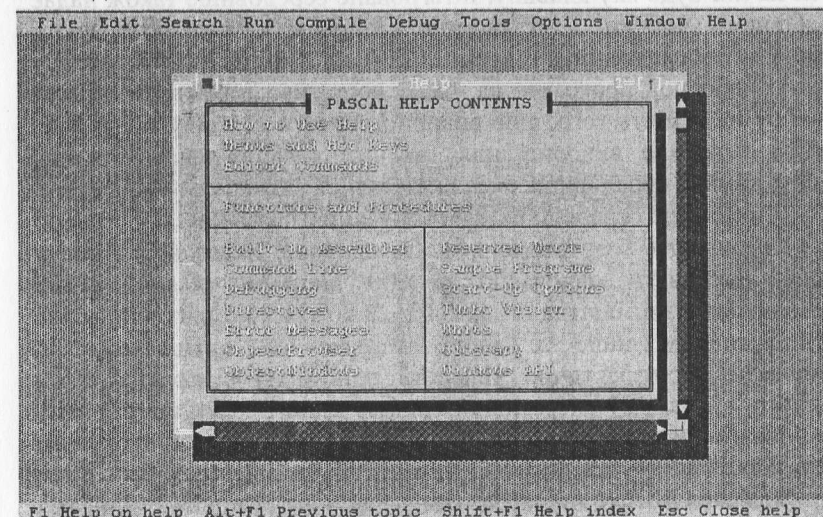 File Edit Search Run Compile Debug Tools Options Window Help
Help 1
PASCAL HELP CONTENTS
How to Use Help
Menus and Hot Keys
Editor Commands
Functions and Procedures
Built-in Assembler
Command Line
Debugging
Directives
Error Messages
ObjectBrowser
ObjectWindows
Reserved Words
Sample Programs
Start-Up Options
Turbo Vision
Units
Glossary
Windows API
F1 Help on help Alt+F1 Previous topic Shift+F1 Help index Esc Close help